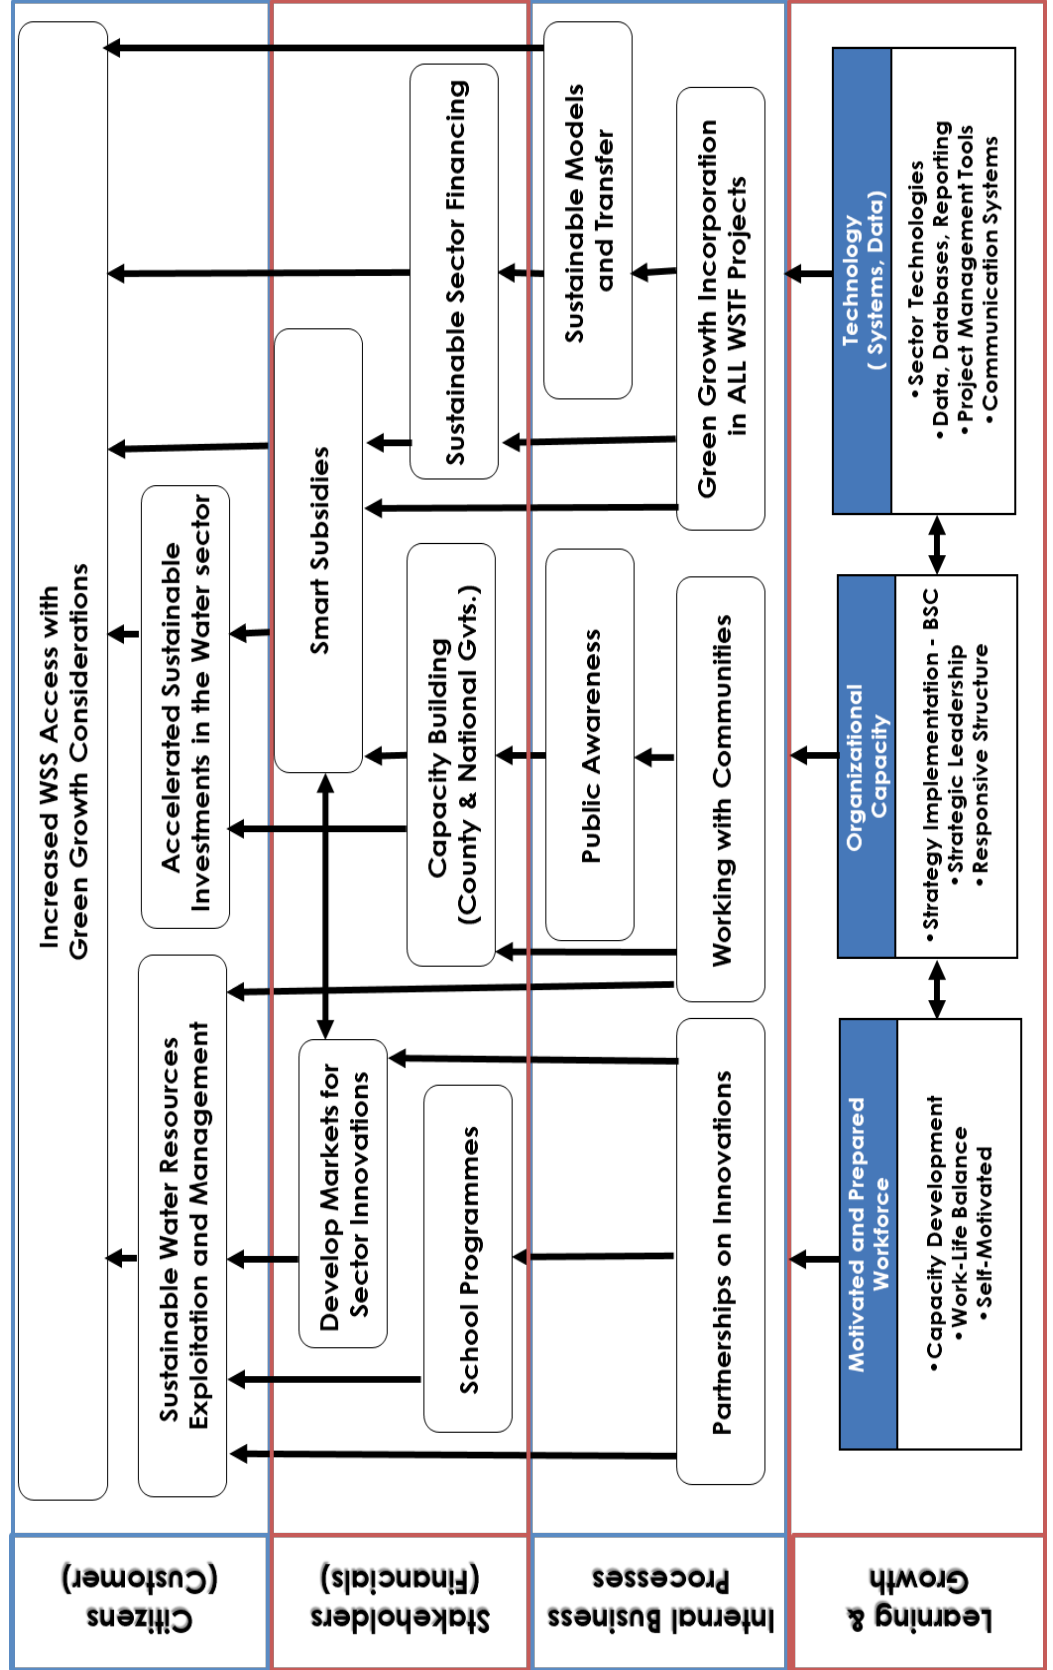 Citizens
(Customer)
Increased WSS Access with
Green Growth Considerations
Sustainable Water Resources
Exploitation and Management
Accelerated Sustainable
Investments in the Water sector
Stakeholders
(Financials)
Develop Markets for
Sector Innovations
Smart Subsidies
School Programmes
Capacity Building
(County & National Gvts.)
Sustainable Sector Financing
Internal Business
Processes
Public Awareness
Sustainable Models
and Transfer
Partnerships on Innovations
Working with Communities
Green Growth Incorporation
in ALL WSTF Projects
Learning &
Growth
Motivated and Prepared
Workforce
•Capacity Development
•Work-Life Balance
•Self-Motivated
Organizational
Capacity
•Strategy Implementation - BSC
•Strategic Leadership
•Responsive Structure
Technology
( Systems, Data)
•Sector Technologies
•Data, Databases, Reporting
•Project Management Tools
•Communication Systems